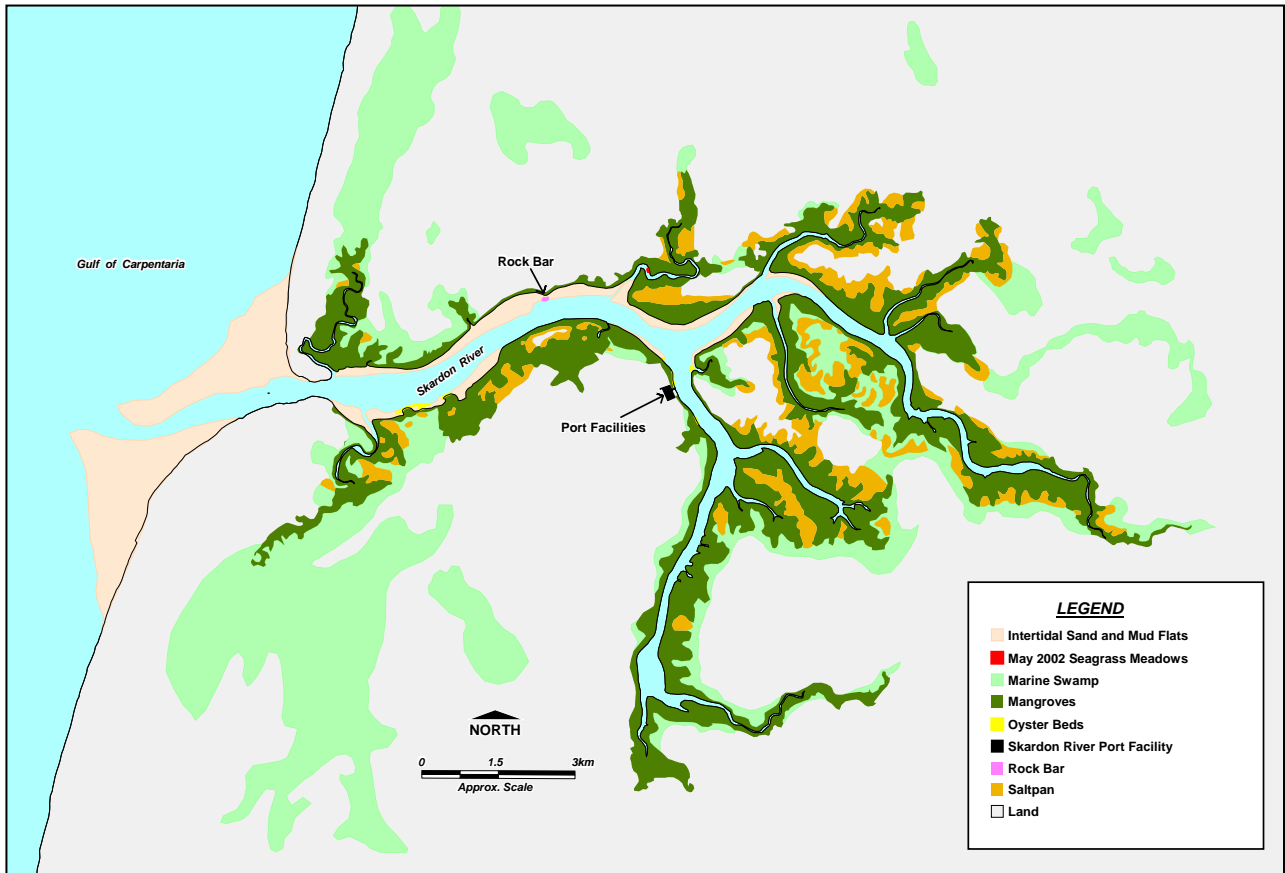 Gulf of Carpentaria
Rock Bar
Skardon River
Port Facilities
NORTH
0 1.5 3km
Approx. Scale
LEGEND
Intertidal Sand and Mud Flats
May 2002 Seagrass Meadows
Marine Swamp
Mangroves
Oyster Beds
Skardon River Port Facility
Rock Bar
Saltpan
Land